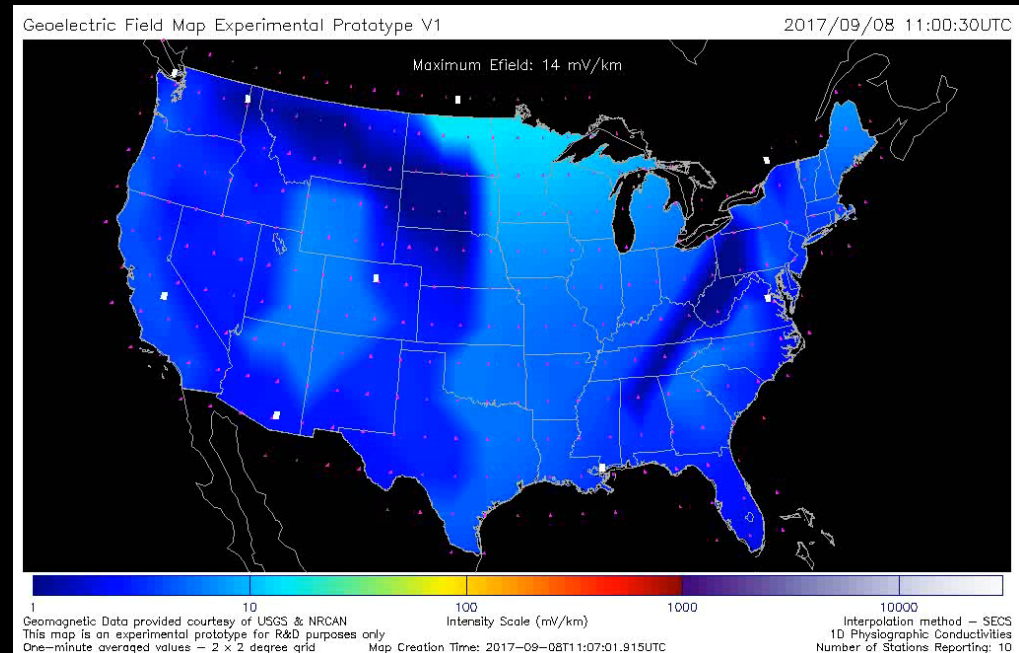 Geoelectric Field Map Experimental Prototype V1
2017/09/08 11:00:30UTC
Maximum Efield: 14 mV/km
1 10 100 1000 10000
Geomagnetic Data provided courtesy of USGS & NRCAN
Intensity Scale (mV/km)
Interpolation method – SECS
This map is an experimental prototype for R&D purposes only
1D Physiographic Conductivities
One-minute averaged values – 2 x 2 degree grid
Map Creation Time: 2017-09-08T11:07:01.915UTC
Number of Stations Reporting: 10